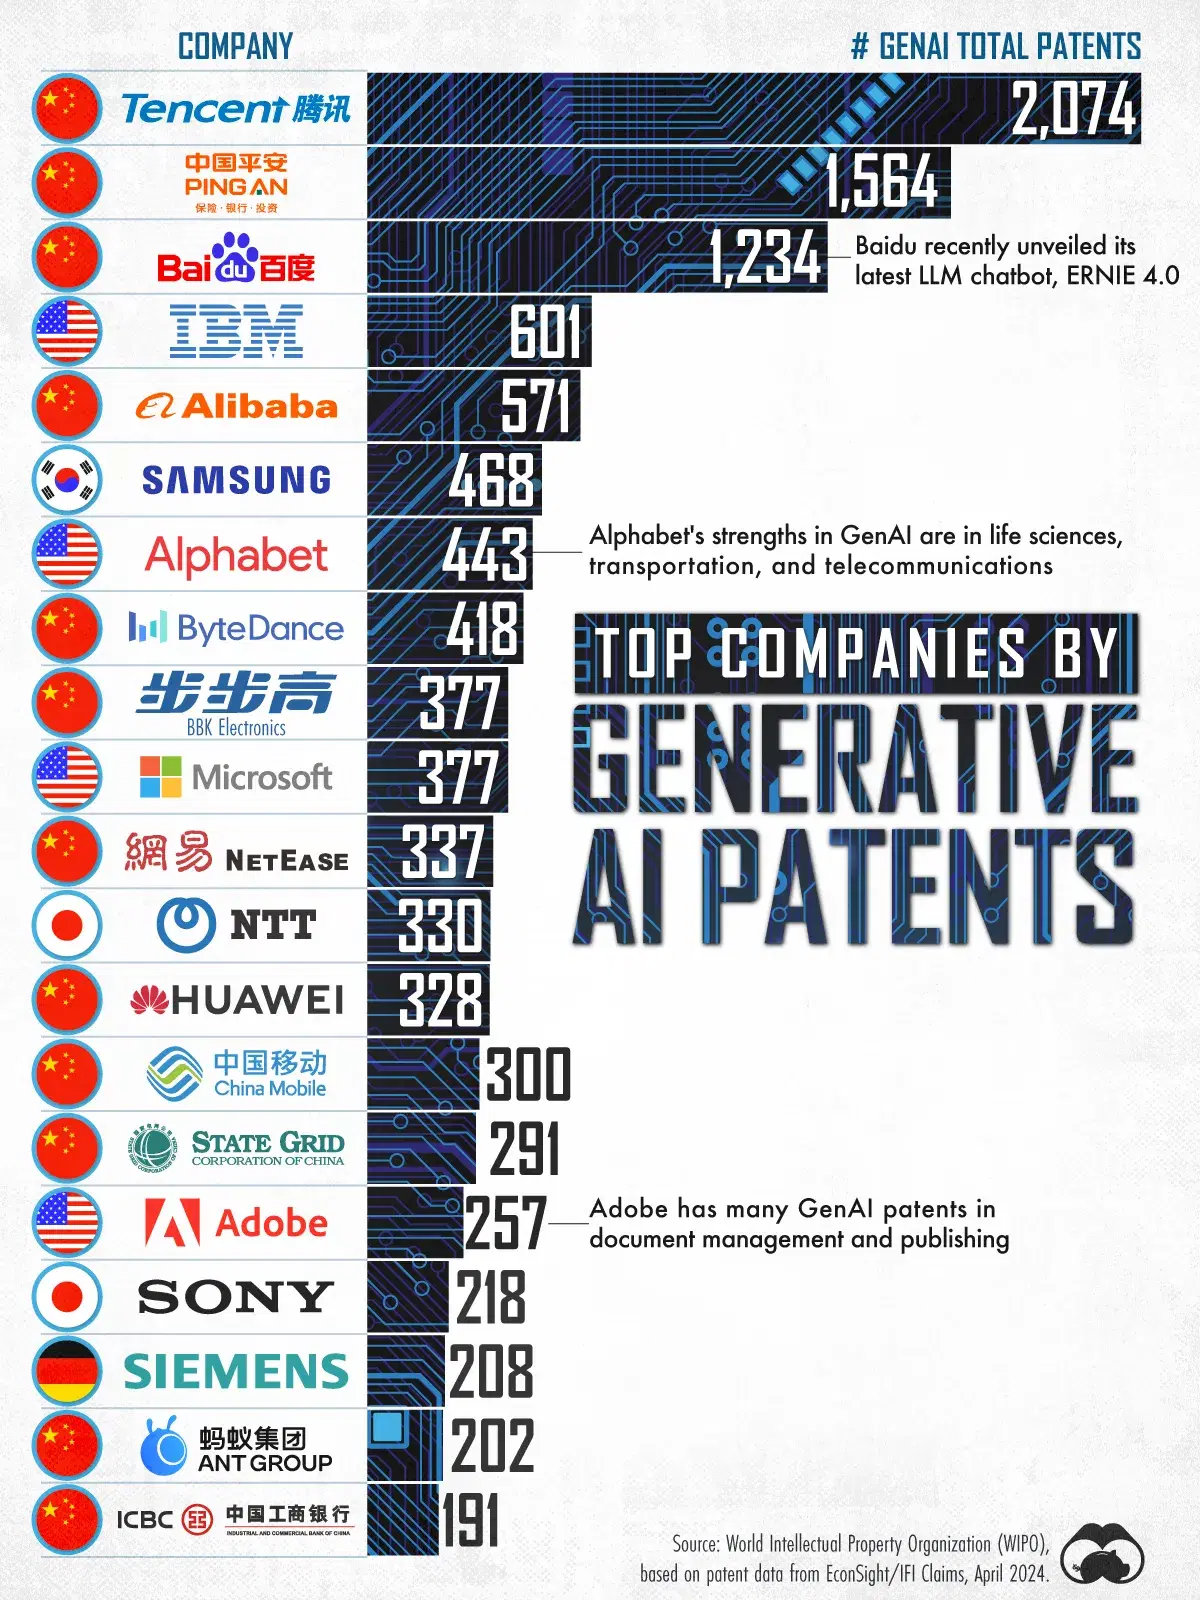 COMPANY
# GENAI TOTAL PATENTS
Tencent 腾讯
2,074
中国平安
PING AN
保险·银行·投资
1,564
Bai du 百度
1,234
Baidu recently unveiled its
latest LLM chatbot, ERNIE 4.0
IBM
601
Alibaba
571
SAMSUNG
468
Alphabet
443
Alphabet's strengths in GenAI are in life sciences,
transportation, and telecommunications
ByteDance
418
TOP COMPANIES BY
GENERATIVE
AI PATENTS
步步高
BBK Electronics
377
Microsoft
377
網易 NETEASE
337
NTT
330
HUAWEI
328
中国移动
China Mobile
300
STATE GRID
CORPORATION OF CHINA
291
Adobe
257
Adobe has many GenAI patents in
document management and publishing
SONY
218
SIEMENS
208
蚂蚁集团
ANT GROUP
202
ICBC 中国工商银行
INDUSTRIAL AND COMMERCIAL BANK OF CHINA
191
Source: World Intellectual Property Organization (WIPO),
based on patent data from EconSight/IFI Claims, April 2024.